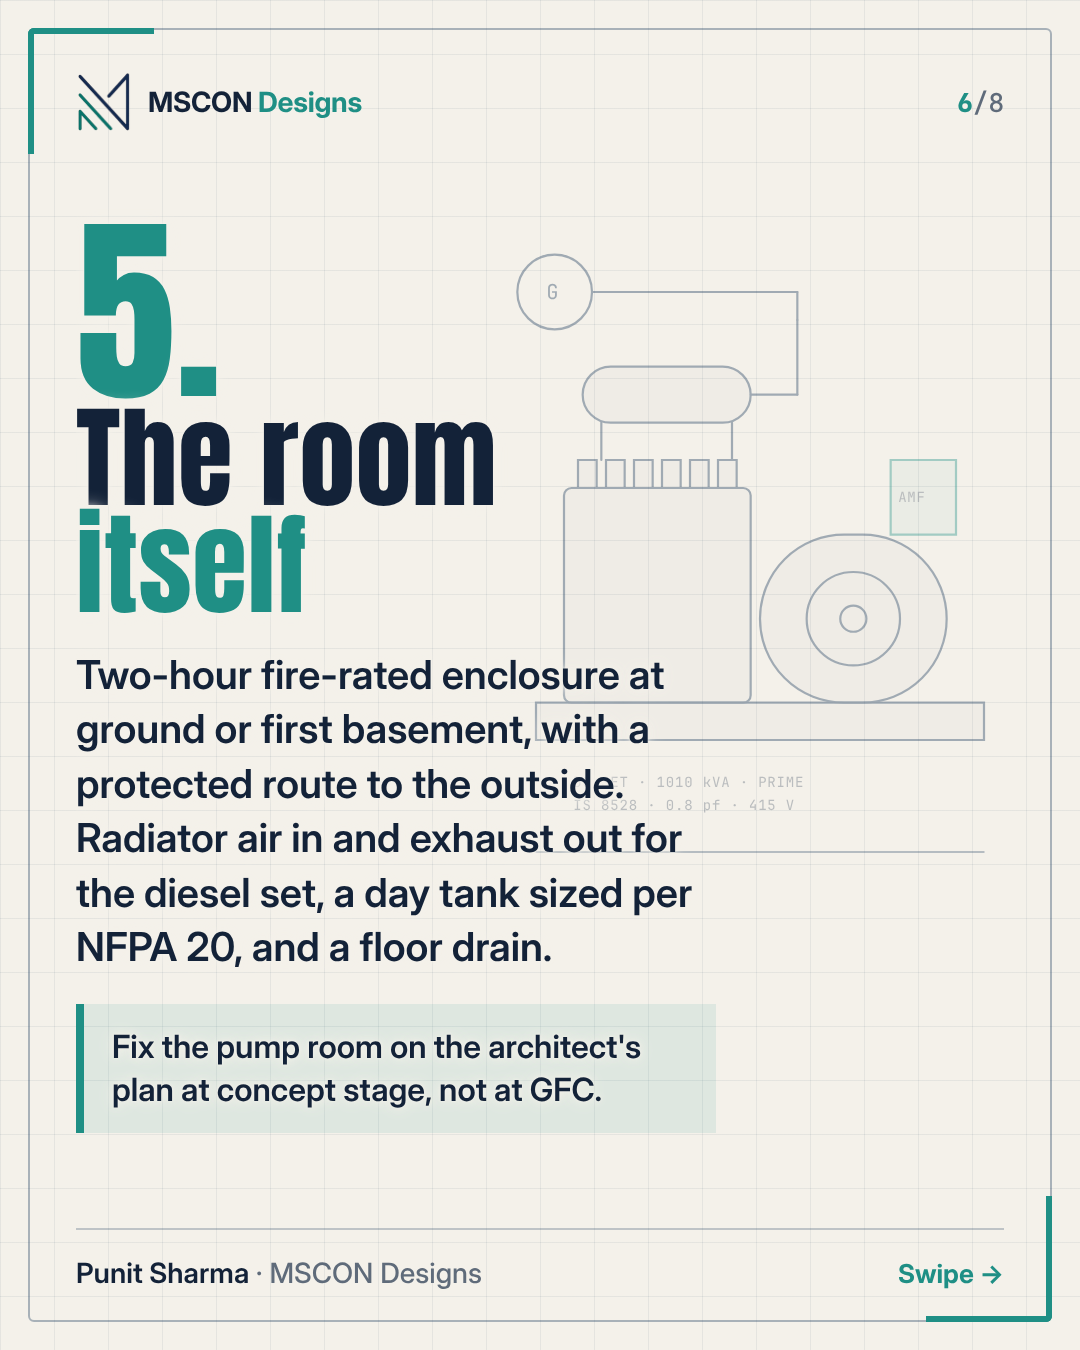 MSCON Designs
6/8
5.
The room
itself
G
AMF
Two-hour fire-rated enclosure at
ground or first basement, with a
protected route to the outside.
Radiator air in and exhaust out for
the diesel set, a day tank sized per
NFPA 20, and a floor drain.
· 1010 kVA · PRIME
IS 8528 · 0.8 pf · 415 V
Fix the pump room on the architect's
plan at concept stage, not at GFC.
Punit Sharma · MSCON Designs
Swipe →